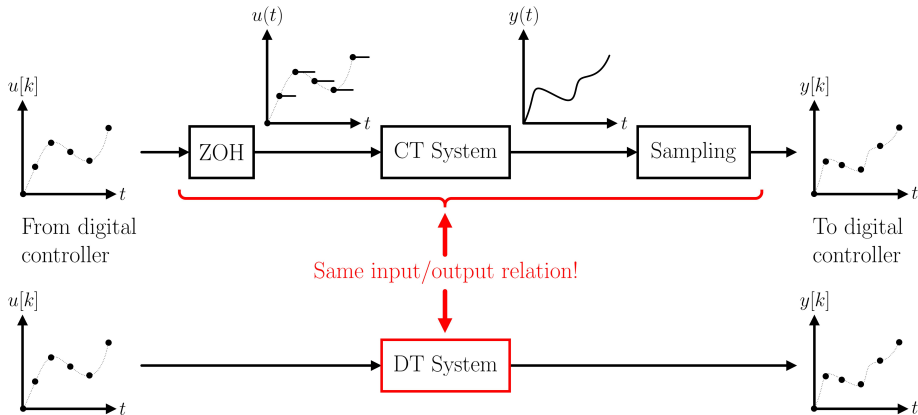 u(t)
y(t)
u[k]
y[k]
t
t
ZOH
CT System
Sampling
t
t
From digital
controller
To digital
controller
Same input/output relation!
u[k]
y[k]
DT System
t
t